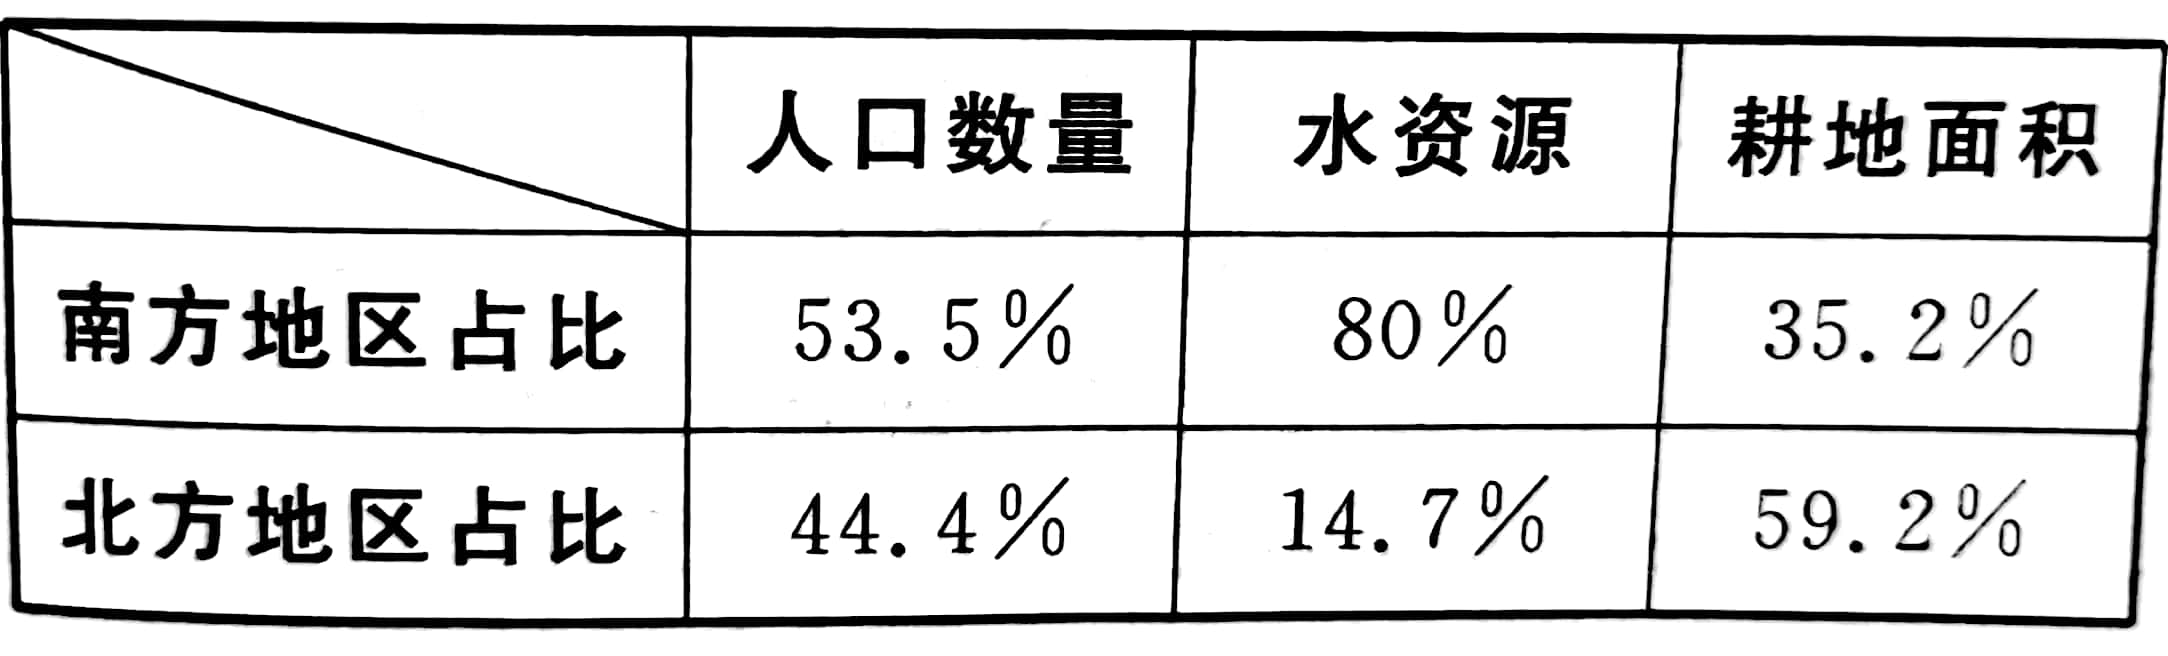 人口数量 水资源 耕地面积
南方地区占比 53.5% 80% 35.2%
北方地区占比 44.4% 14.7% 59.2%